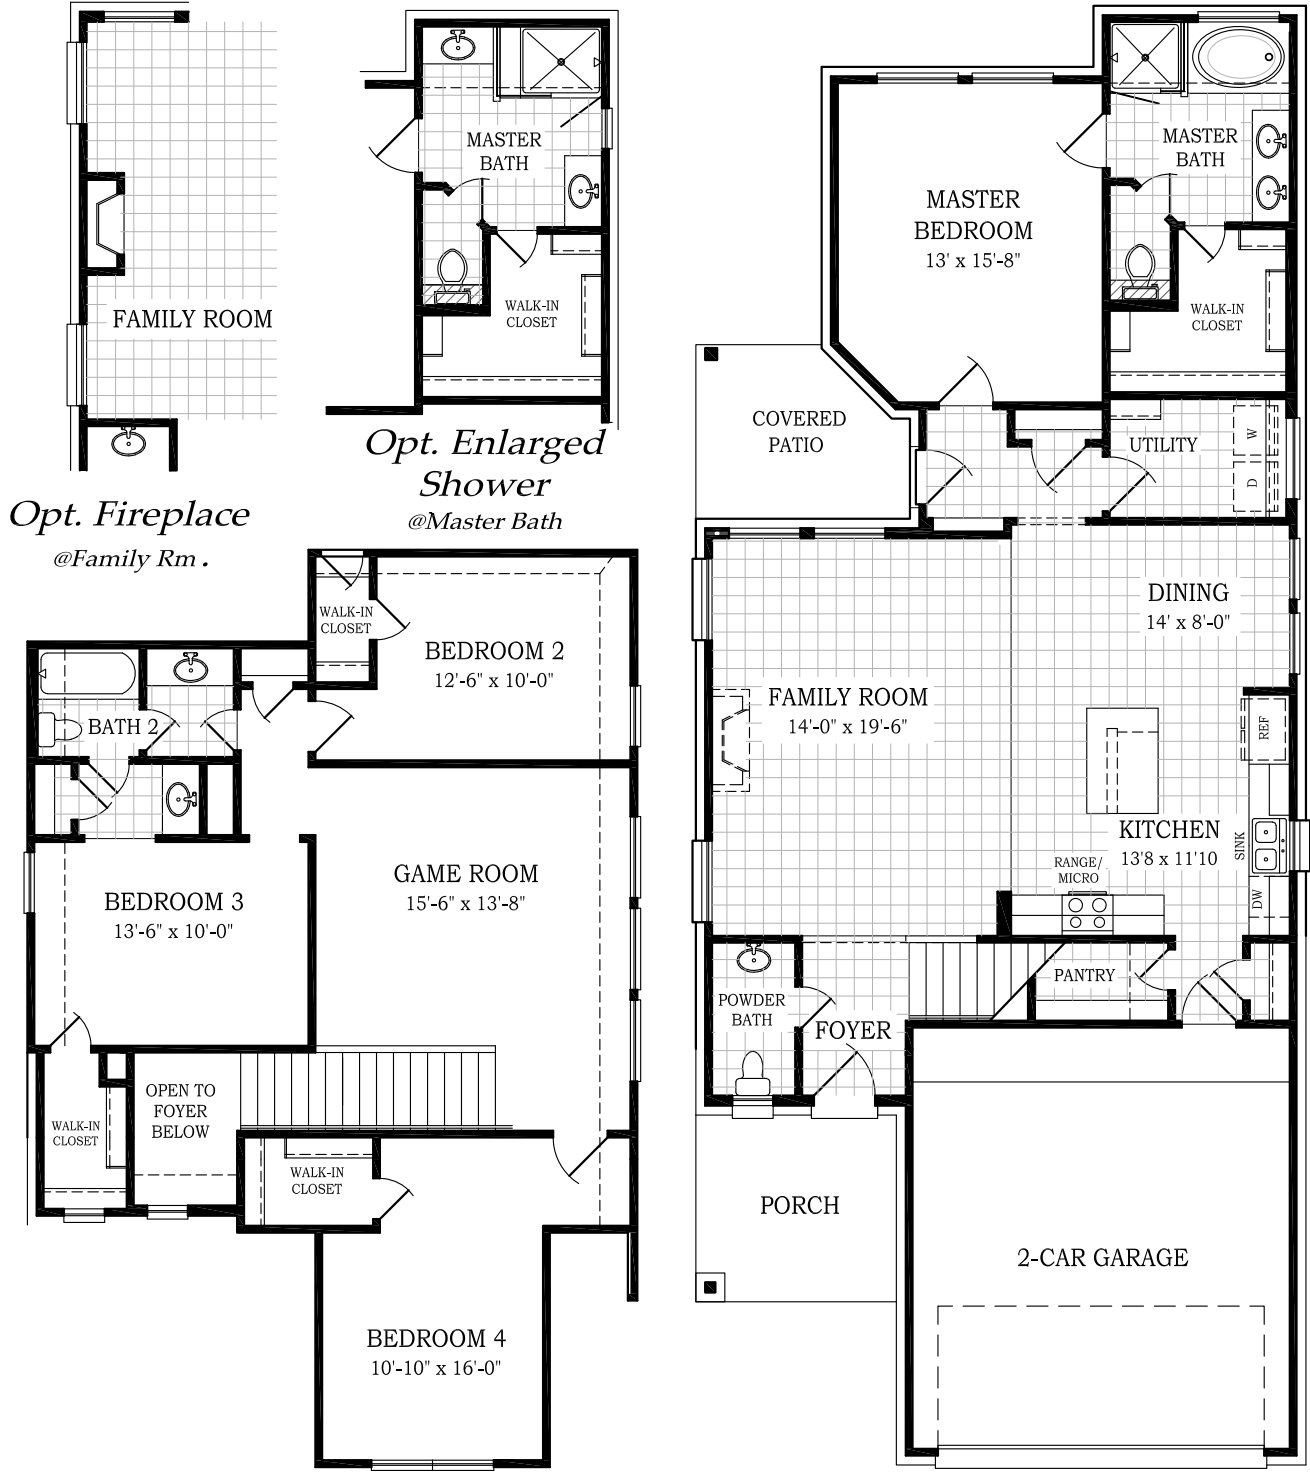 FAMILY ROOM
Opt. Fireplace
@Family Rm .
MASTER
BATH
WALK-IN
CLOSET
Opt. Enlarged
Shower
@Master Bath
WALK-IN
CLOSET
BEDROOM 2
12'-6" x 10'-0"
BATH 2
BEDROOM 3
13'-6" x 10'-0"
GAME ROOM
15'-6" x 13'-8"
WALK-IN
CLOSET
OPEN TO
FOYER
BELOW
WALK-IN
CLOSET
BEDROOM 4
10'-10" x 16'-0"
MASTER
BEDROOM
13' x 15'-8"
MASTER
BATH
WALK-IN
CLOSET
COVERED
PATIO
UTILITY
W
D
DINING
14' x 8'-0"
FAMILY ROOM
14'-0" x 19'-6"
REF
KITCHEN
13'8 x 11'10
SINK
RANGE/
MICRO
DW
PANTRY
POWDER
BATH
FOYER
PORCH
2-CAR GARAGE